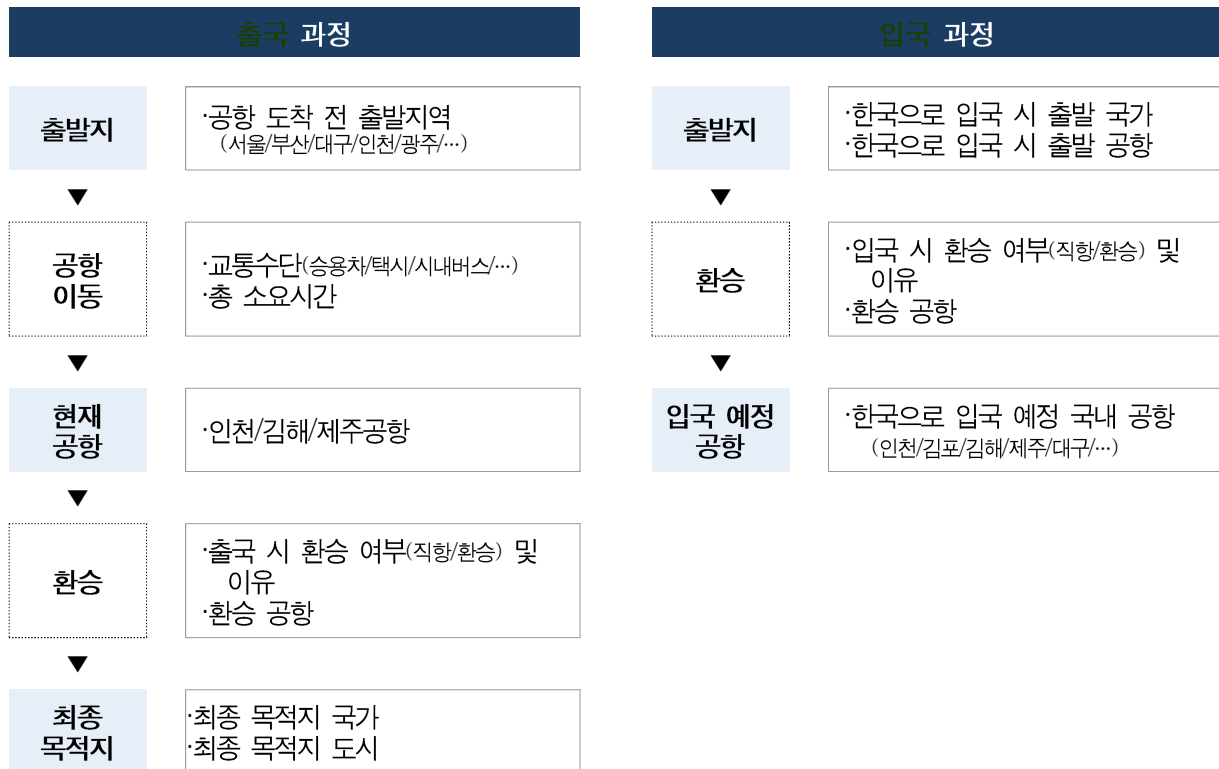 출국 과정
출발지
·공항 도착 전 출발지역
(서울/부산/대구/인천/광주/···)
▼
공항
이동
·교통수단(승용차/택시/시내버스/···)
·총 소요시간
▼
현재
공항
·인천/김해/제주공항
▼
환승
·출국 시 환승 여부(직항/환승) 및
이유
·환승 공항
▼
최종
목적지
·최종 목적지 국가
·최종 목적지 도시
입국 과정
출발지
·한국으로 입국 시 출발 국가
·한국으로 입국 시 출발 공항
▼
환승
·입국 시 환승 여부(직항/환승) 및
이유
·환승 공항
▼
입국 예정
공항
·한국으로 입국 예정 국내 공항
(인천/김포/김해/제주/대구/···)